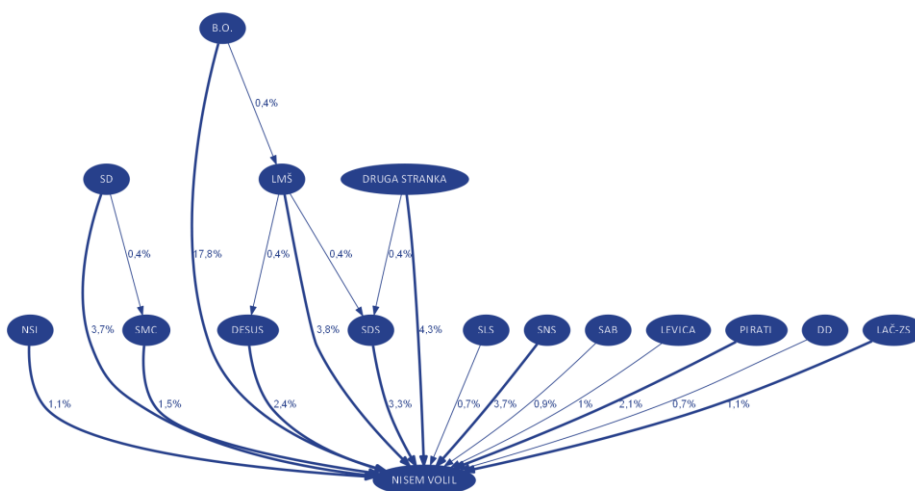 B.O.
0,4%
SD
LMŠ
DRUGA STRANKA
0,4%
17,8%
0,4%
0,4%
0,4%
NSI
3,7%
SMC
DESUS
3,8%
SDS
4,3%
SLS
SNS
SAB
LEVICA
PIRATI
DD
LAČ-ZS
1,1%
1,5%
2,4%
3,3%
0,7%
3,7%
0,9%
1%
2,1%
0,7%
1,1%
NISEM VOLIL